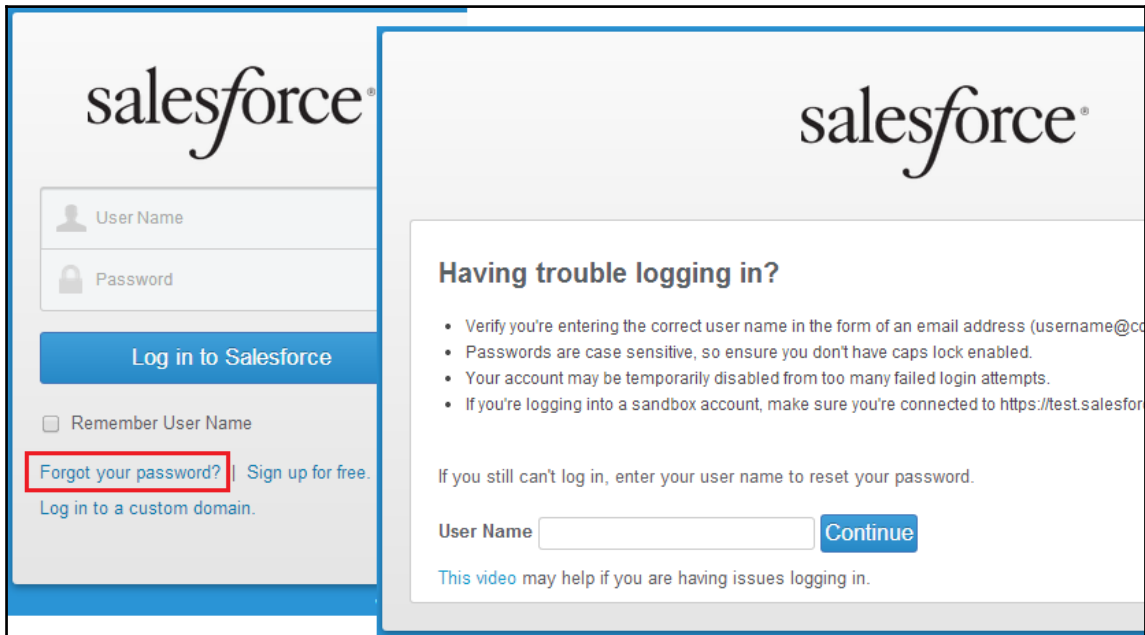 salesforce®
User Name
Password
Log in to Salesforce
Remember User Name
Forgot your password? | Sign up for free.
Log in to a custom domain.
salesforce®
Having trouble logging in?
• Verify you're entering the correct user name in the form of an email address (username@co
• Passwords are case sensitive, so ensure you don't have caps lock enabled.
• Your account may be temporarily disabled from too many failed login attempts.
• If you're logging into a sandbox account, make sure you're connected to https://test.salesfor
If you still can't log in, enter your user name to reset your password.
User Name Continue
This video may help if you are having issues logging in.